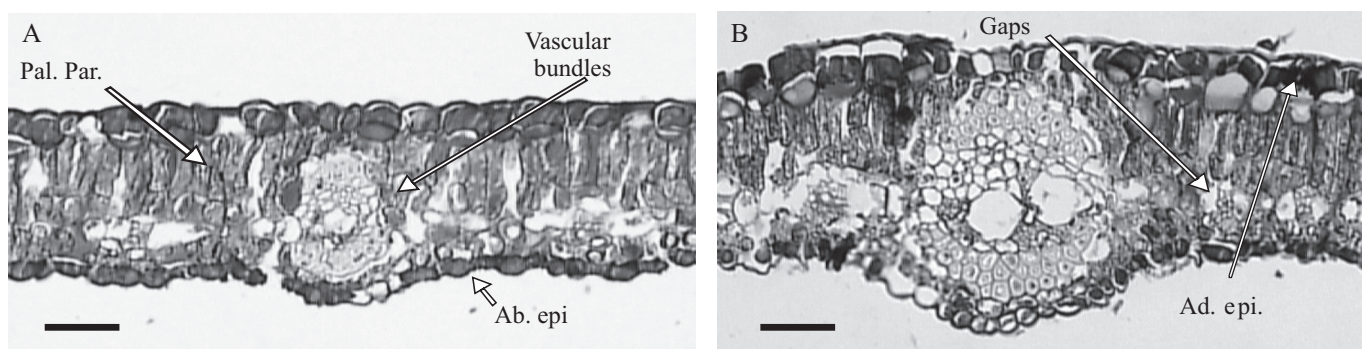 A
Pal. Par.
Vascular
bundles
Ab. epi
B
Gaps
Ad. epi.